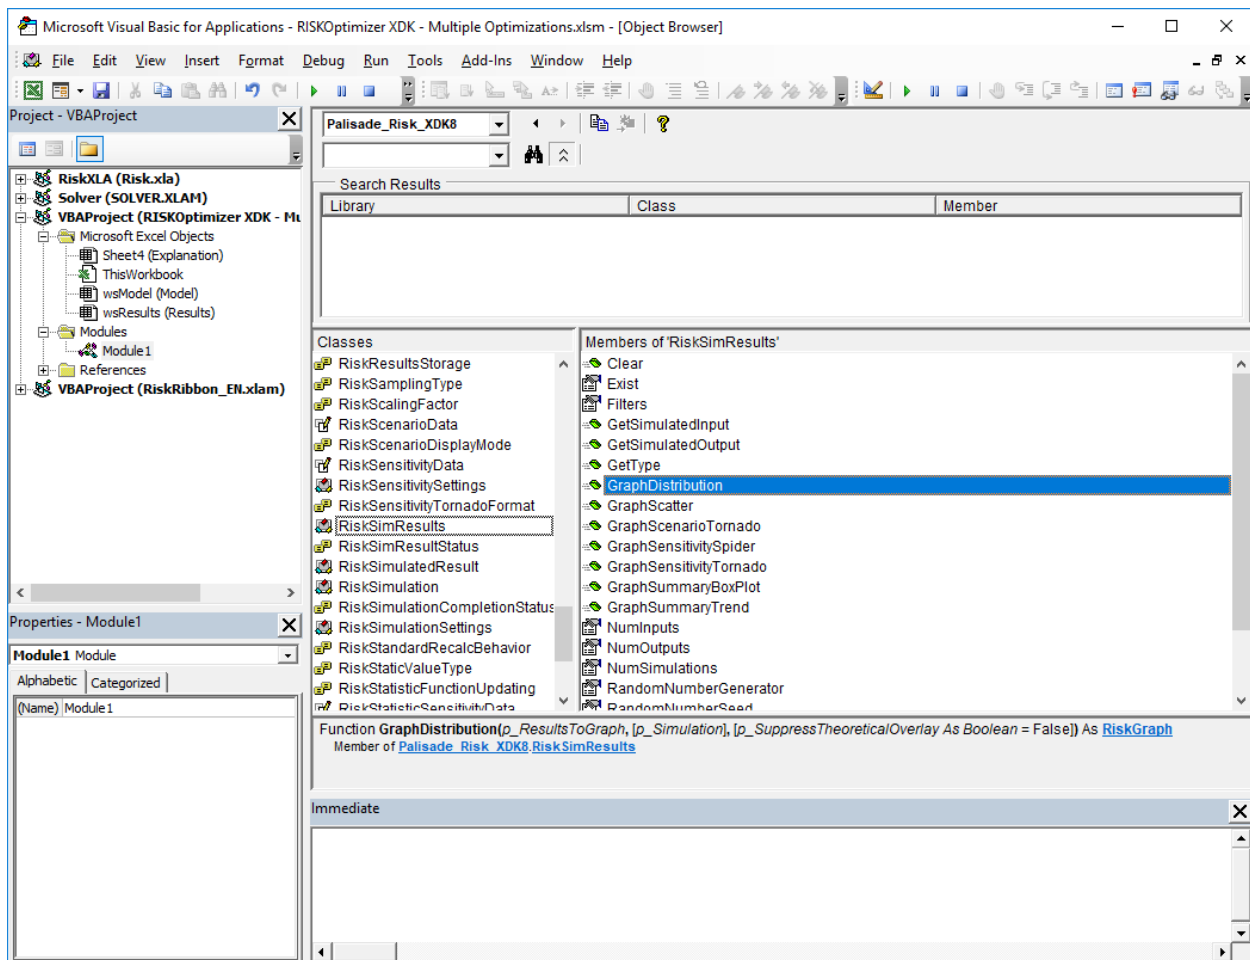 Microsoft Visual Basic for Applications - RISKOptimizer XDK - Multiple Optimizations.xlsm - [Object Browser]
File Edit View Insert Format Debug Run Tools Add-Ins Window Help
Project - VBAProject
RiskXLA (Risk.xla)
Solver (SOLVER.XLAM)
VBAProject (RISKOptimizer XDK - Mu
Microsoft Excel Objects
Sheet4 (Explanation)
ThisWorkbook
wsModel (Model)
wsResults (Results)
Modules
Module1
References
VBAProject (RiskRibbon_EN.xlam)
Properties - Module1
Module1 Module
Alphabetic Categorized
(Name) Module1
Palisade_Risk_XDK8
Search Results
Library Class Member
Classes
RiskResultsStorage
RiskSamplingType
RiskScalingFactor
RiskScenarioData
RiskScenarioDisplayMode
RiskSensitivityData
RiskSensitivitySettings
RiskSensitivityTornadoFormat
RiskSimResults
RiskSimResultStatus
RiskSimulatedResult
RiskSimulation
RiskSimulationCompletionStatus
RiskSimulationSettings
RiskStandardRecalcBehavior
RiskStaticValueType
RiskStatisticFunctionUpdating
RiskStatisticSensitivityData
Members of 'RiskSimResults'
Clear
Exist
Filters
GetSimulatedInput
GetSimulatedOutput
GetType
GraphDistribution
GraphScatter
GraphScenarioTornado
GraphSensitivitySpider
GraphSensitivityTornado
GraphSummaryBoxPlot
GraphSummaryTrend
NumInputs
NumOutputs
NumSimulations
RandomNumberGenerator
RandomNumberSeed
Function GraphDistribution(p_ResultsToGraph, [p_Simulation], [p_SuppressTheoreticalOverlay As Boolean = False]) As RiskGraph
Member of Palisade_Risk_XDK8.RiskSimResults
Immediate